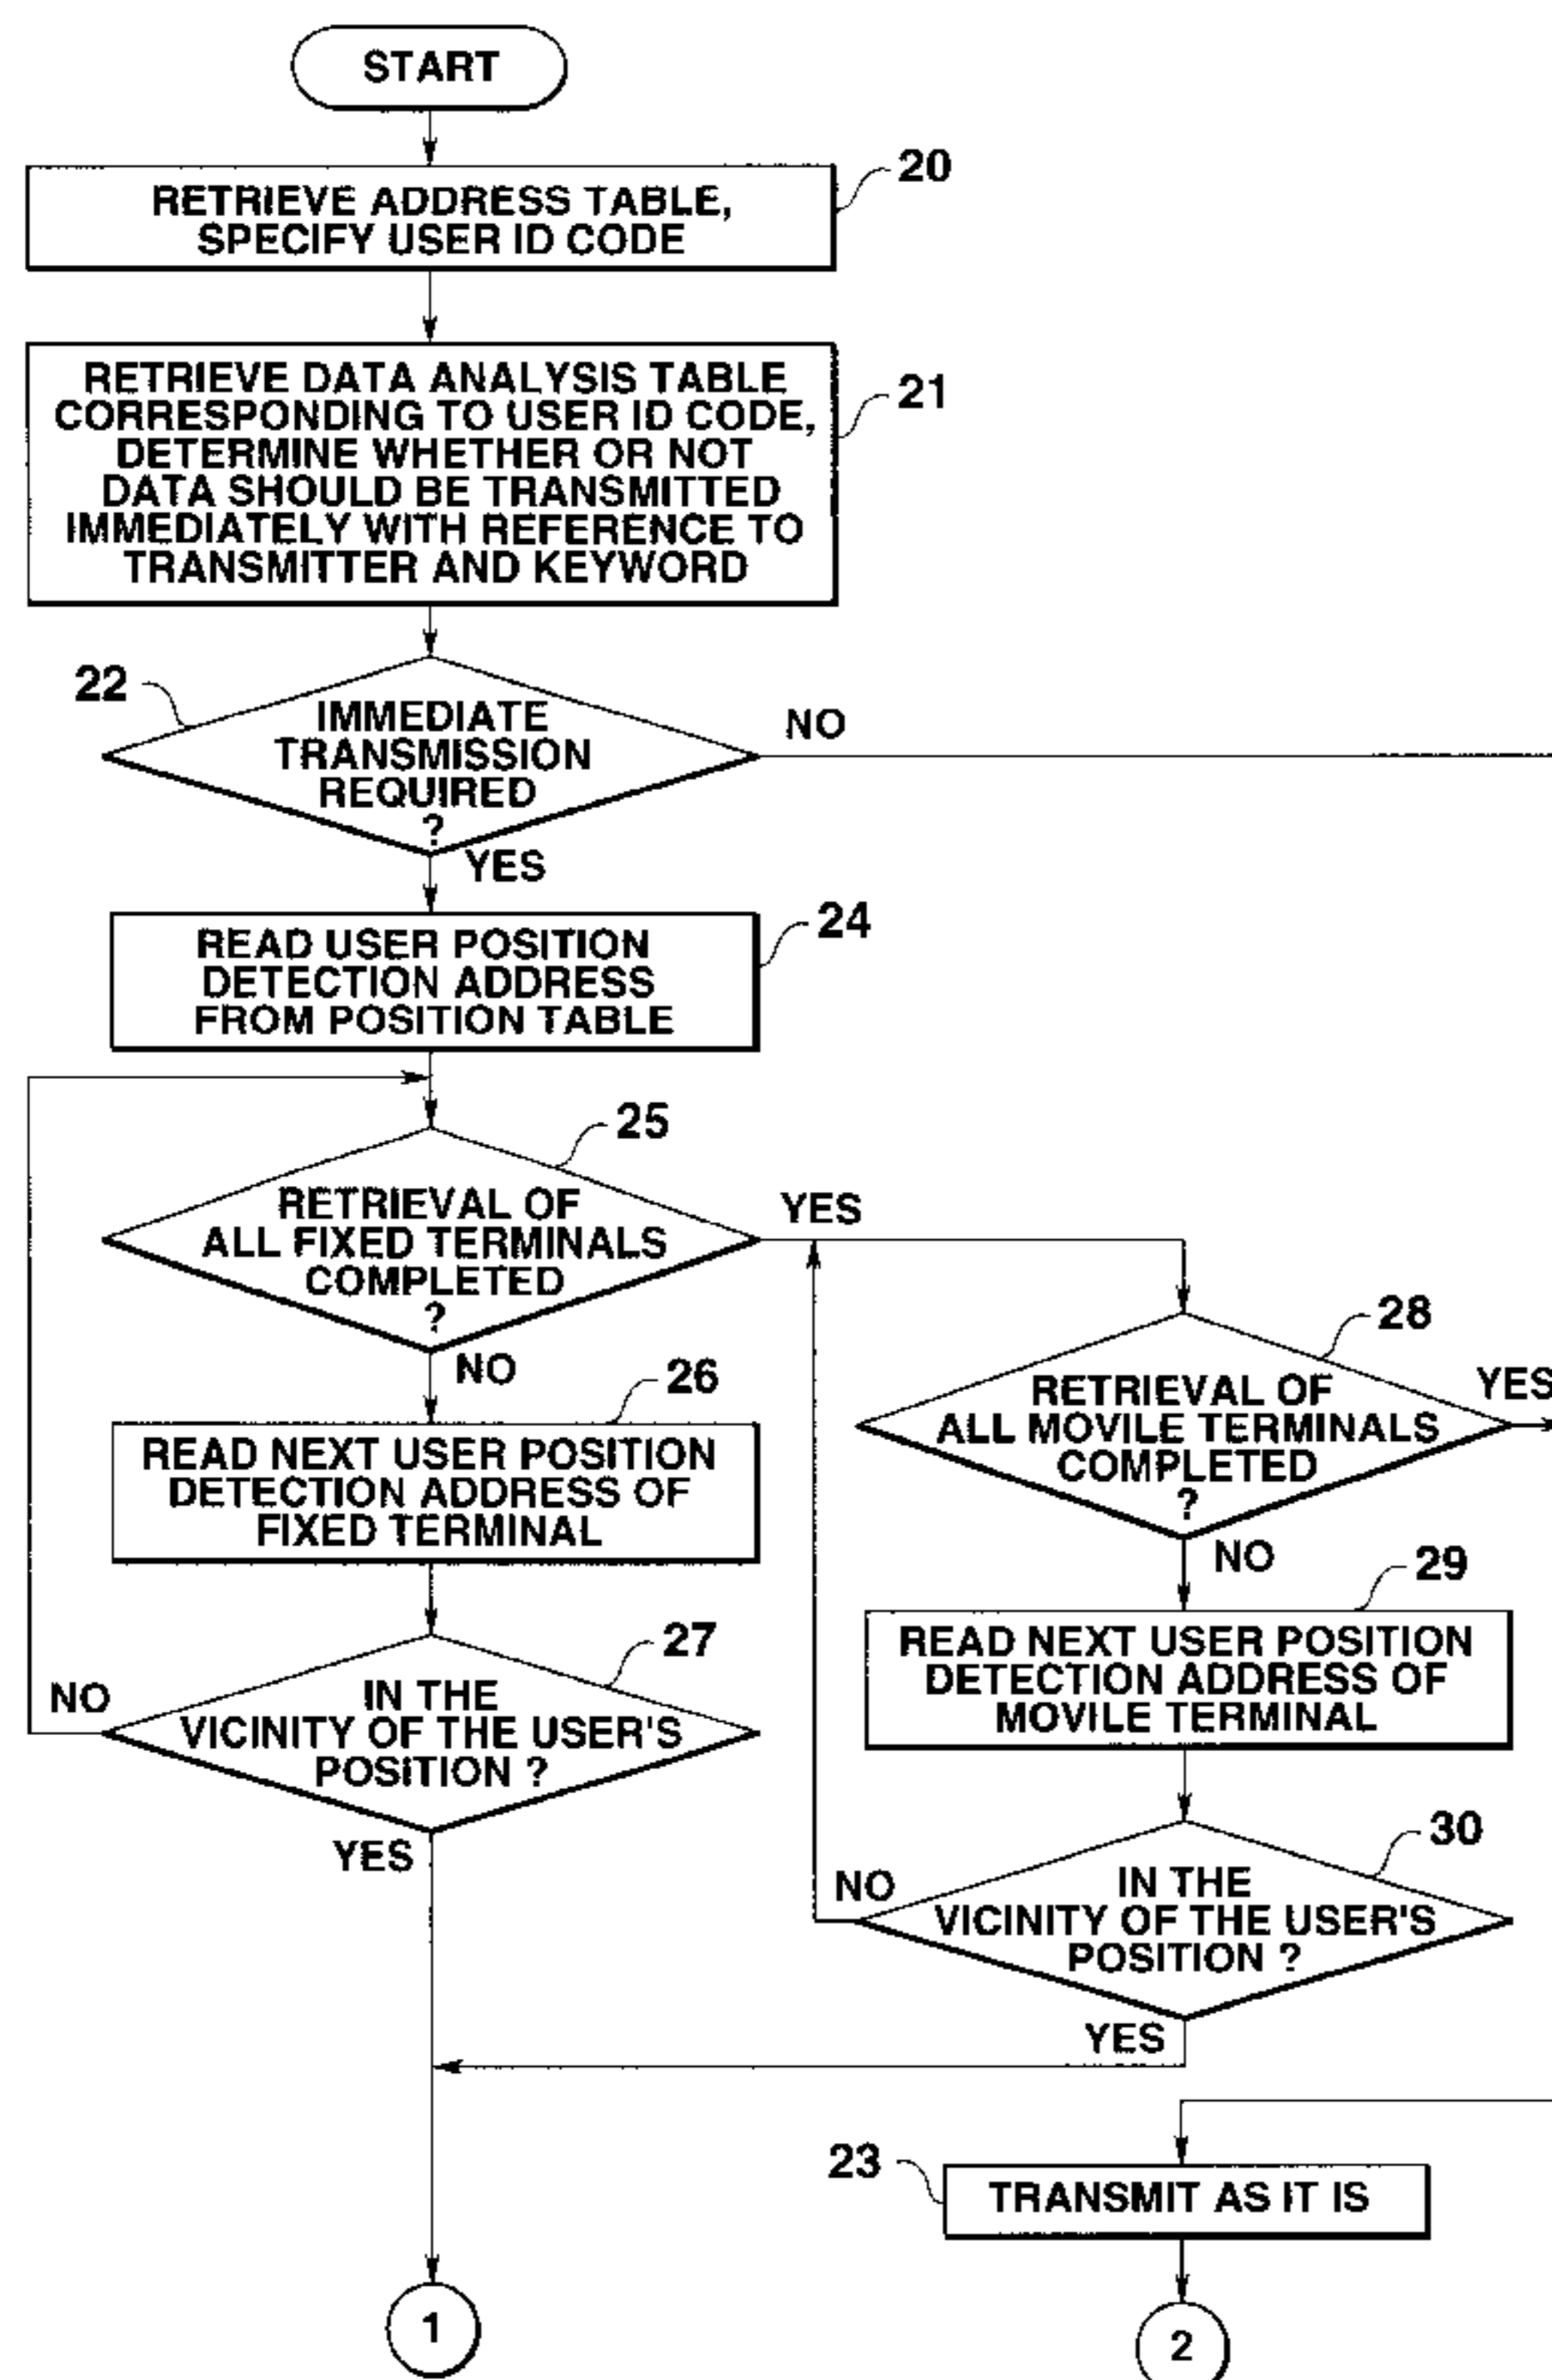 START
20
RETRIEVE ADDRESS TABLE,
SPECIFY USER ID CODE
21
RETRIEVE DATA ANALYSIS TABLE
CORRESPONDING TO USER ID CODE,
DETERMINE WHETHER OR NOT
DATA SHOULD BE TRANSMITTED
IMMEDIATELY WITH REFERENCE TO
TRANSMITTER AND KEYWORD
22
IMMEDIATE
TRANSMISSION
REQUIRED
?
NO
YES
24
READ USER POSITION
DETECTION ADDRESS
FROM POSITION TABLE
25
RETRIEVAL OF
ALL FIXED TERMINALS
COMPLETED
?
YES
NO
26
READ NEXT USER POSITION
DETECTION ADDRESS OF
FIXED TERMINAL
27
IN THE
VICINITY OF THE USER'S
POSITION ?
NO
YES
28
RETRIEVAL OF
ALL MOVILE TERMINALS
COMPLETED
?
YES
NO
29
READ NEXT USER POSITION
DETECTION ADDRESS OF
MOVILE TERMINAL
30
IN THE
VICINITY OF THE USER'S
POSITION ?
NO
YES
23
TRANSMIT AS IT IS
1
2